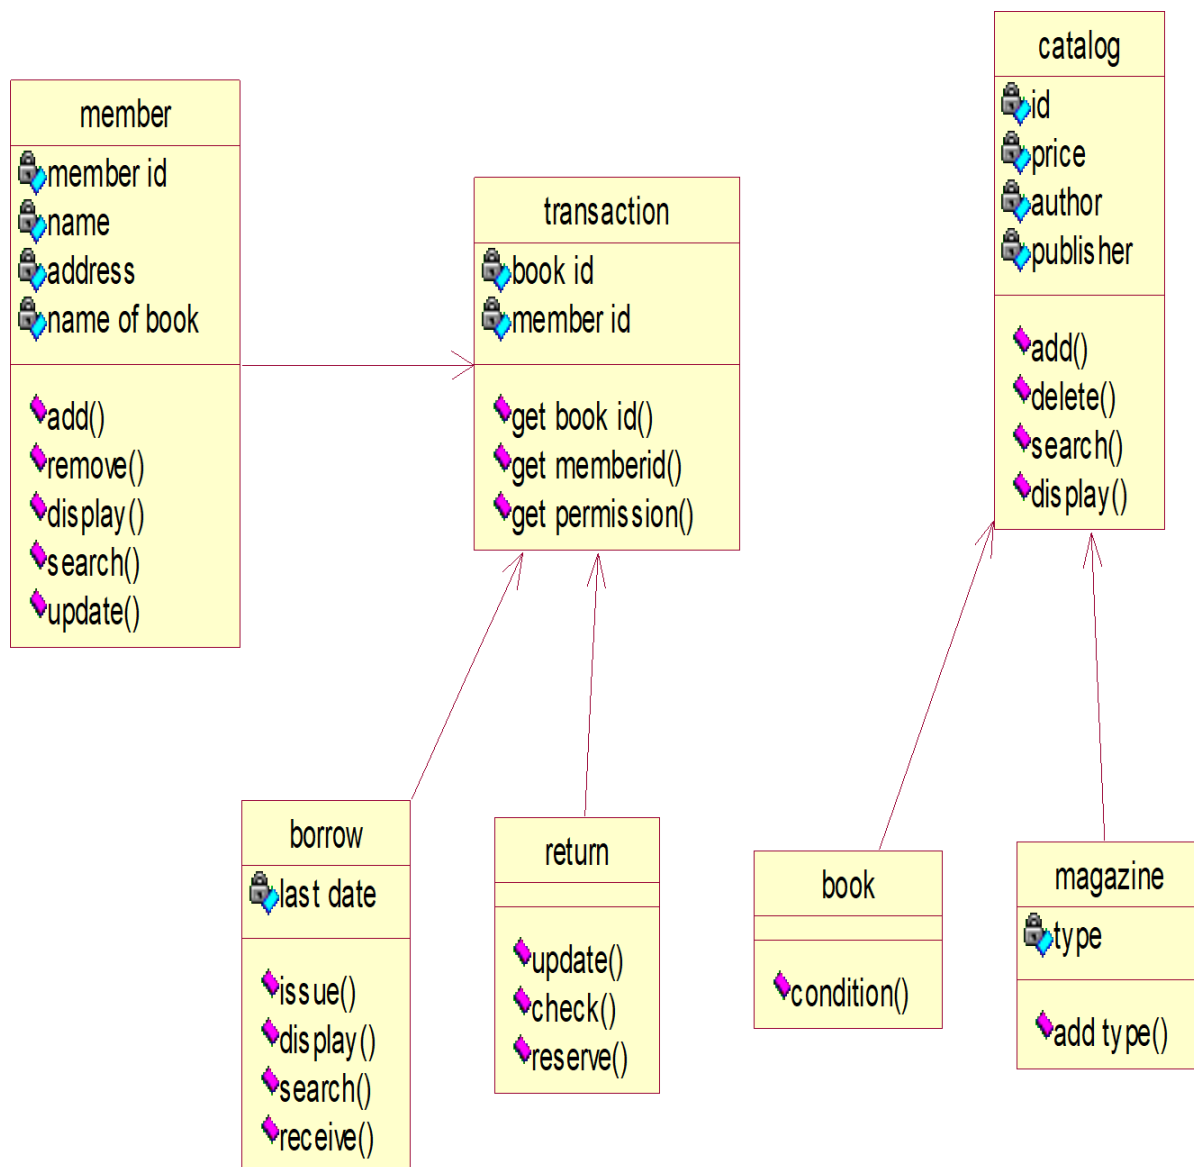 member
member id
name
address
name of book
add()
remove()
display()
search()
update()
transaction
book id
member id
get book id()
get memberid()
get permission()
catalog
id
price
author
publisher
add()
delete()
search()
display()
borrow
last date
issue()
display()
search()
receive()
return
update()
check()
reserve()
book
condition()
magazine
type
add type()